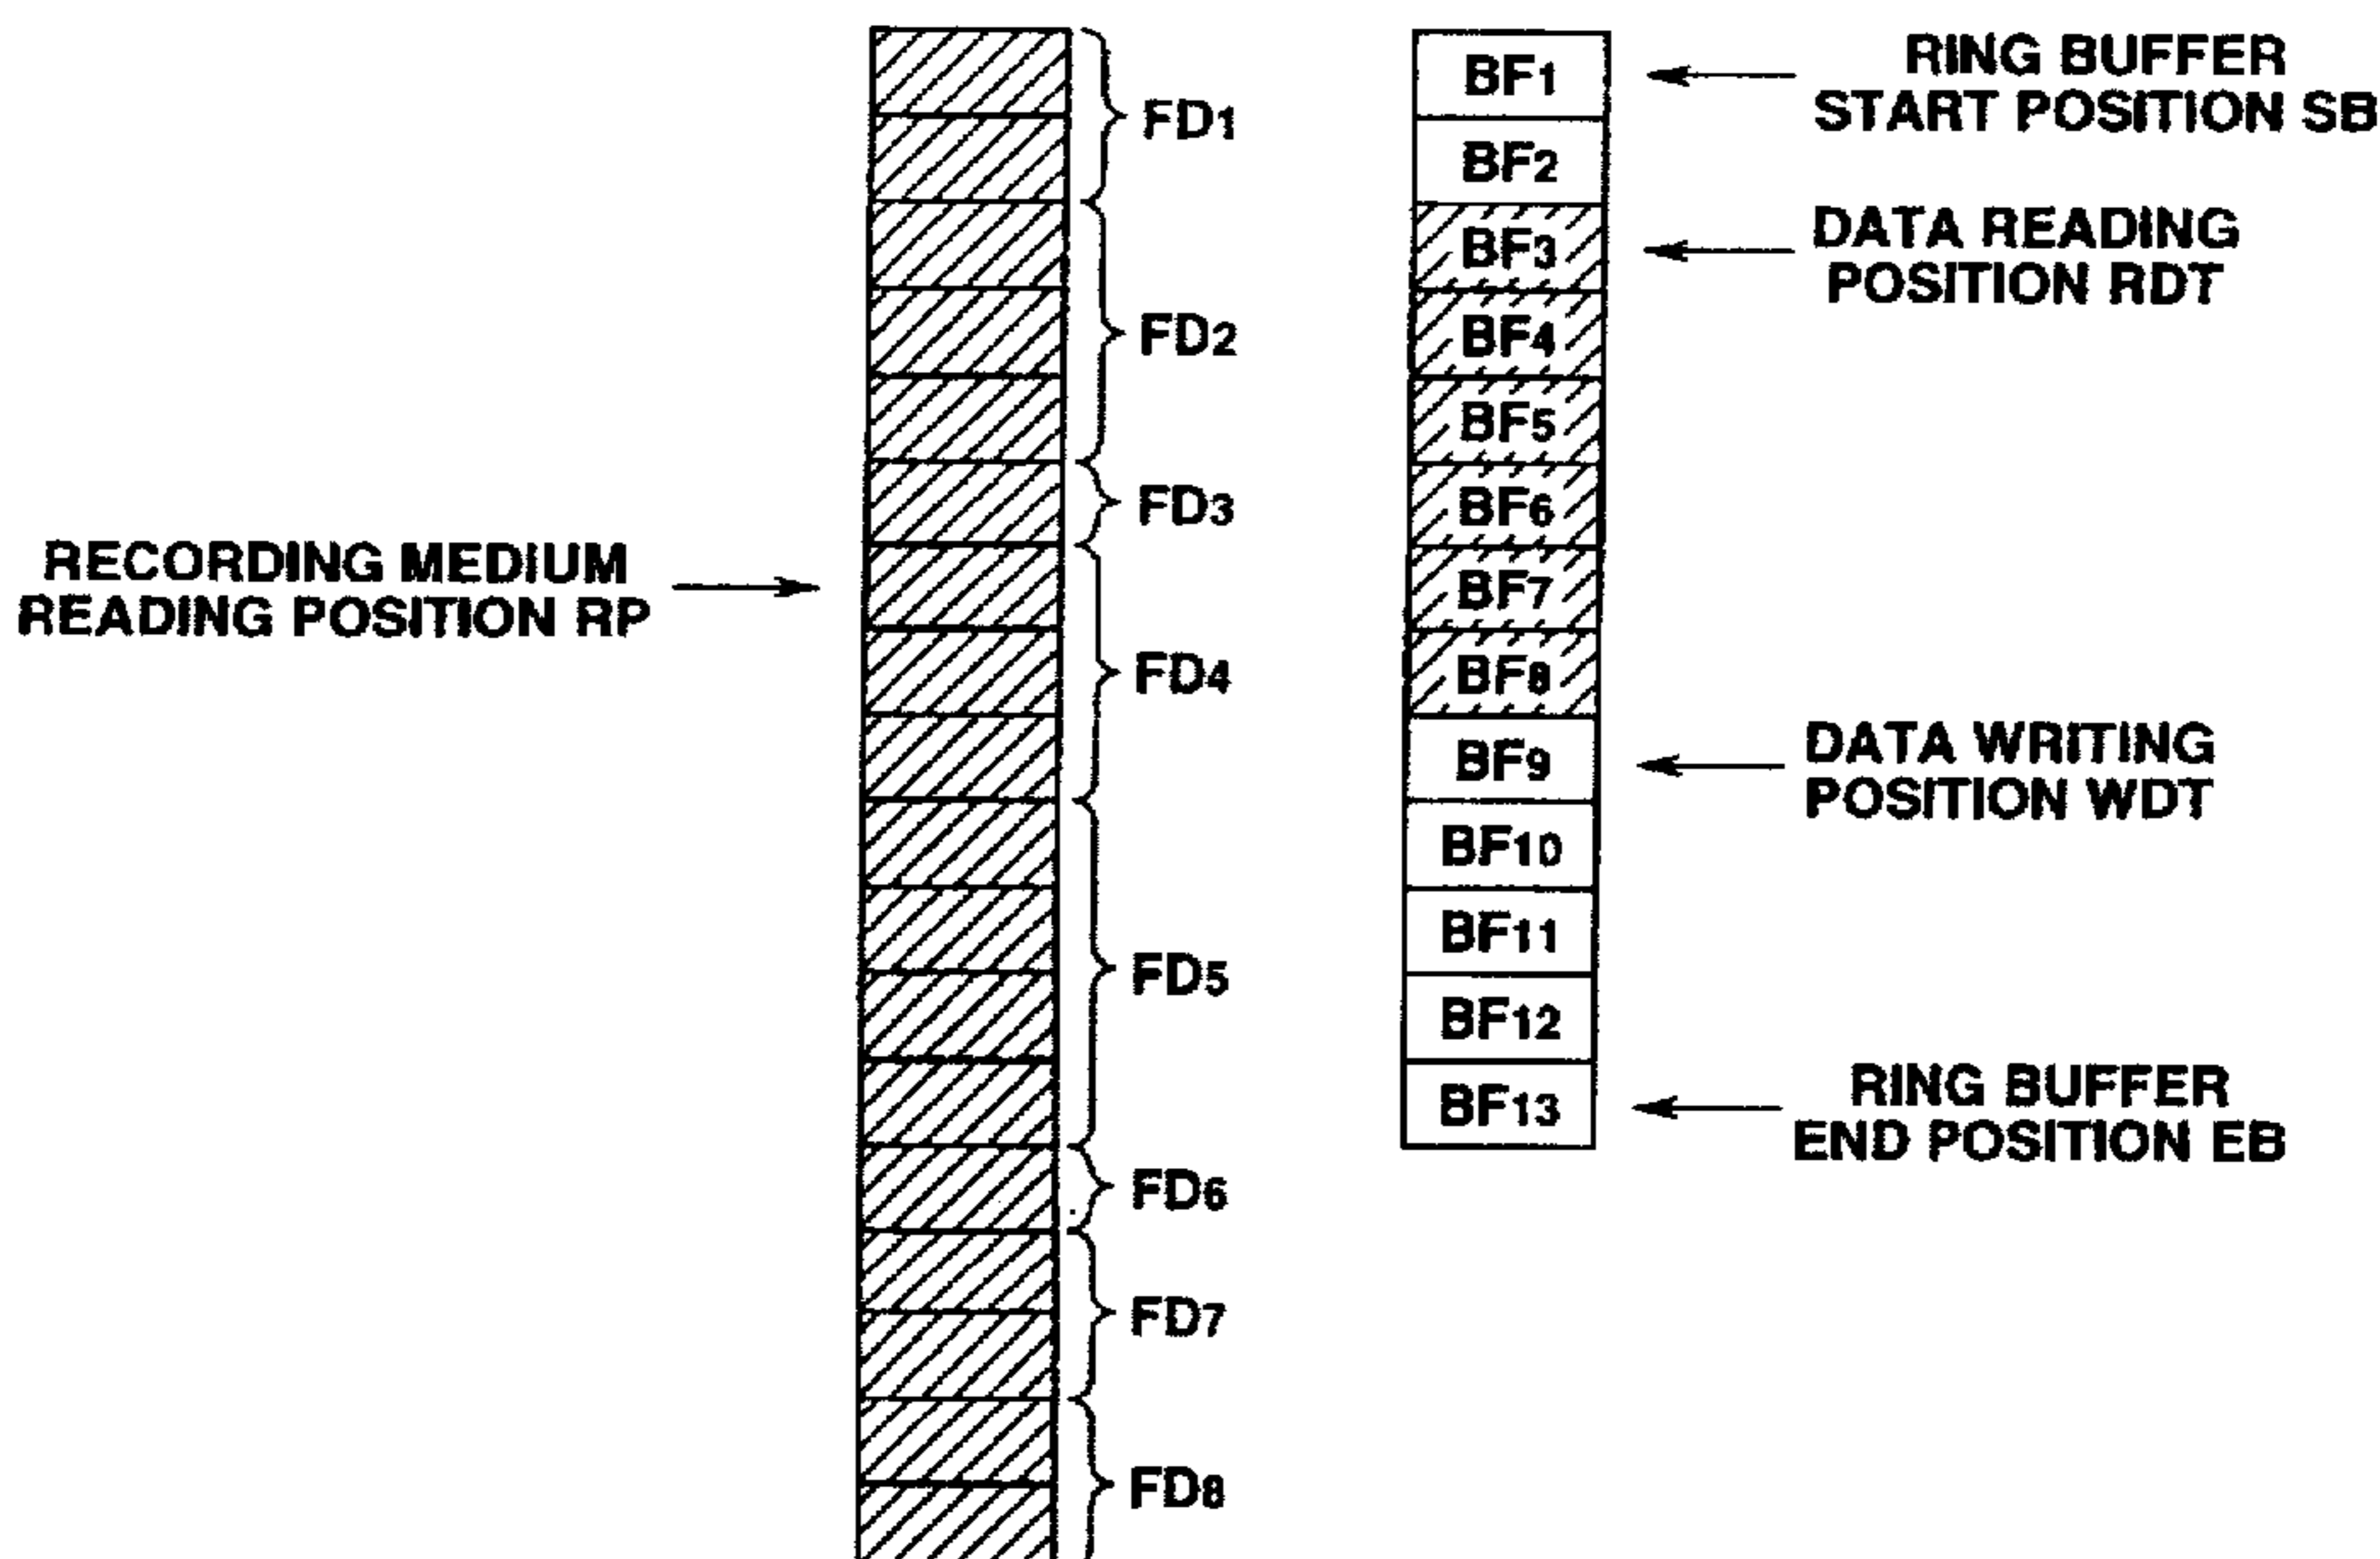 RECORDING MEDIUM
READING POSITION RP
FD1
FD2
FD3
FD4
FD5
FD6
FD7
FD8
BF1
BF2
BF3
BF4
BF5
BF6
BF7
BF8
BF9
BF10
BF11
BF12
BF13
RING BUFFER
START POSITION SB
DATA READING
POSITION RDT
DATA WRITING
POSITION WDT
RING BUFFER
END POSITION EB